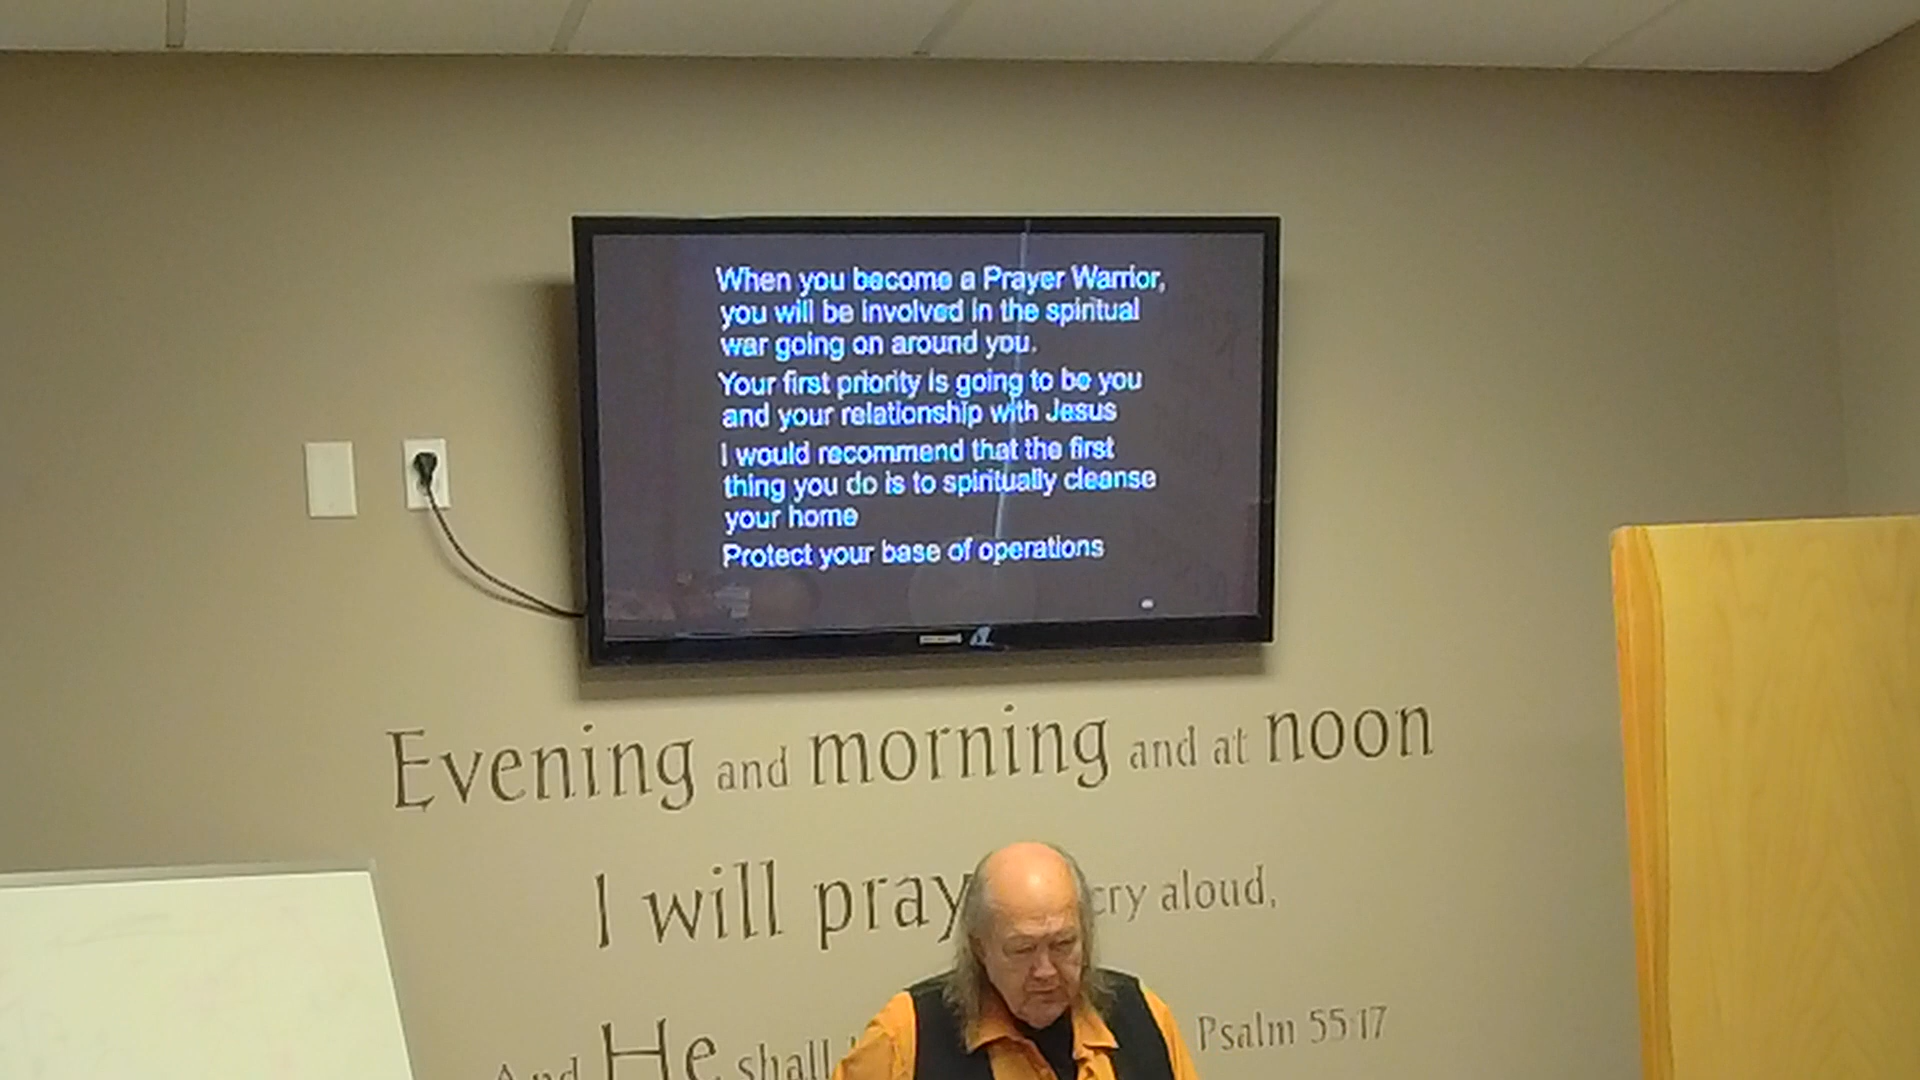 When you become a Prayer Warrior,
you will be involved in the spiritual
war going on around you.
Your first priority is going to be you
and your relationship with Jesus
I would recommend that the first
thing you do is to spiritually cleanse
your home
Protect your base of operations
Evening and morning and at noon
I will pray cry aloud,
And He shall
Psalm 55:17